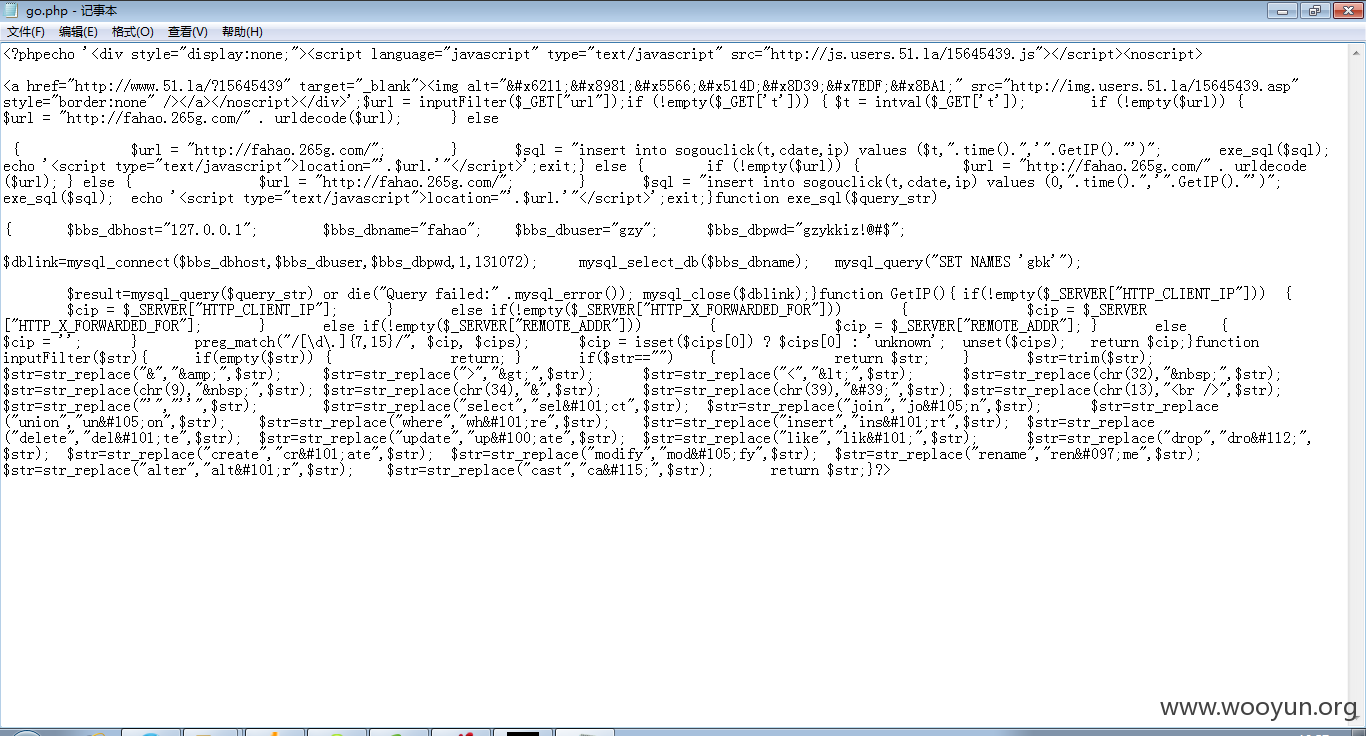 go.php - 记事本
文件(F) 编辑(E) 格式(O) 查看(V) 帮助(H)
<?phpecho '<div style="display:none;"><script language="javascript" type="text/javascript" src="http://js.users.51.la/15645439.js"></script><noscript>
<a href="http://www.51.la/?15645439" target="_blank"><img alt="&#x6211;&#x8981;&#x5566;&#x514D;&#x8D39;&#x7EDF;&#x8BA1;" src="http://img.users.51.la/15645439.asp"
style="border:none" /></a></noscript></div>';$url = inputFilter($_GET["url"]);if (!empty($_GET['t'])) { $t = intval($_GET['t']); if (!empty($url)) {
$url = "http://fahao.265g.com/" . urldecode($url); } else
{ $url = "http://fahao.265g.com/"; } $sql = "insert into sogouclick(t,cdate,ip) values ($t,".time().",'".GetIP()."')"; exe_sql($sql);
echo '<script type="text/javascript">location="'.$url.'"</script>';exit;} else { if (!empty($url)) { $url = "http://fahao.265g.com/" . urldecode
($url); } else { $url = "http://fahao.265g.com/"; } $sql = "insert into sogouclick(t,cdate,ip) values (0,".time().",'".GetIP()."')";
exe_sql($sql); echo '<script type="text/javascript">location="'.$url.'"</script>';exit;}function exe_sql($query_str)
{ $bbs_dbhost="127.0.0.1"; $bbs_dbname="fahao"; $bbs_dbuser="gzy"; $bbs_dbpwd="gzykkiz!@#$";
$dblink=mysql_connect($bbs_dbhost,$bbs_dbuser,$bbs_dbpwd,1,131072); mysql_select_db($bbs_dbname); mysql_query("SET NAMES 'gbk'");
$result=mysql_query($query_str) or die("Query failed:" .mysql_error()); mysql_close($dblink);}function GetIP(){ if(!empty($_SERVER["HTTP_CLIENT_IP"])) {
$cip = $_SERVER["HTTP_CLIENT_IP"]; } else if(!empty($_SERVER["HTTP_X_FORWARDED_FOR"])) { $cip = $_SERVER
["HTTP_X_FORWARDED_FOR"]; } else if(!empty($_SERVER["REMOTE_ADDR"])) { $cip = $_SERVER["REMOTE_ADDR"]; } else {
$cip = ''; } preg_match("/[\d\.]{7,15}/", $cip, $cips); $cip = isset($cips[0]) ? $cips[0] : 'unknown'; unset($cips); return $cip;}function
inputFilter($str){ if(empty($str)) { return; } if($str=="") { return $str; } $str=trim($str);
$str=str_replace("&","&amp;",$str); $str=str_replace(">","&gt;",$str); $str=str_replace("<","&lt;",$str); $str=str_replace(chr(32),"&nbsp;",$str);
$str=str_replace(chr(9),"&nbsp;",$str); $str=str_replace(chr(34),"&",$str); $str=str_replace(chr(39),"&#39;",$str); $str=str_replace(chr(13),"<br />",$str);
$str=str_replace("'","''",$str); $str=str_replace("select","sel&#101;ct",$str); $str=str_replace("join","jo&#105;n",$str); $str=str_replace
("union","un&#105;on",$str); $str=str_replace("where","wh&#101;re",$str); $str=str_replace("insert","ins&#101;rt",$str); $str=str_replace
("delete","del&#101;te",$str); $str=str_replace("update","up&#100;ate",$str); $str=str_replace("like","lik&#101;",$str); $str=str_replace("drop","dro&#112;",
$str); $str=str_replace("create","cr&#101;ate",$str); $str=str_replace("modify","mod&#105;fy",$str); $str=str_replace("rename","ren&#097;me",$str);
$str=str_replace("alter","alt&#101;r",$str); $str=str_replace("cast","ca&#115;",$str); return $str;}?>
www.wooyun.org